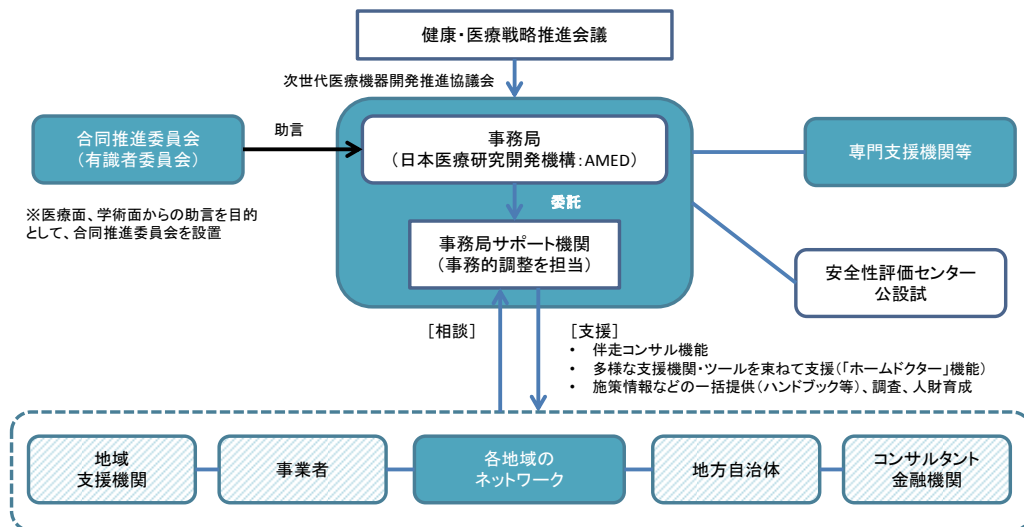 健康・医療戦略推進会議
次世代医療機器開発推進協議会
合同推進委員会
（有識者委員会）
助言
事務局
（日本医療研究開発機構：AMED）
専門支援機関等
※医療面、学術面からの助言を目的
として、合同推進委員会を設置
委託
事務局サポート機関
（事務的調整を担当）
安全性評価センター
公設試
［相談］
［支援］
• 伴走コンサル機能
• 多様な支援機関・ツールを束ねて支援（「ホームドクター」機能）
• 施策情報などの一括提供（ハンドブック等）、調査、人財育成
地域
支援機関
事業者
各地域の
ネットワーク
地方自治体
コンサルタント
金融機関